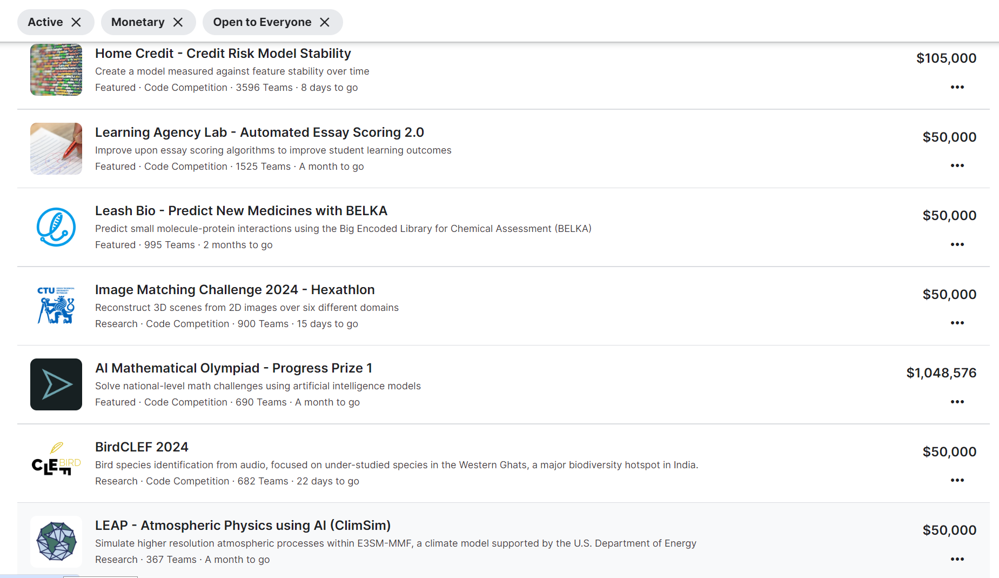 Active
Monetary
Open to Everyone
Home Credit - Credit Risk Model Stability
$105,000
Create a model measured against feature stability over time
Featured · Code Competition · 3596 Teams · 8 days to go
Learning Agency Lab - Automated Essay Scoring 2.0
$50,000
Improve upon essay scoring algorithms to improve student learning outcomes
Featured · Code Competition · 1525 Teams · A month to go
Leash Bio - Predict New Medicines with BELKA
$50,000
Predict small molecule-protein interactions using the Big Encoded Library for Chemical Assessment (BELKA)
Featured · 995 Teams · 2 months to go
CTU CZECH TECHNICAL
UNIVERSITY
IN PRAGUE
Image Matching Challenge 2024 - Hexathlon
$50,000
Reconstruct 3D scenes from 2D images over six different domains
Research · Code Competition · 900 Teams · 15 days to go
AI Mathematical Olympiad - Progress Prize 1
$1,048,576
Solve national-level math challenges using artificial intelligence models
Featured · Code Competition · 690 Teams · A month to go
CLEF BIRD
BirdCLEF 2024
$50,000
Bird species identification from audio, focused on under-studied species in the Western Ghats, a major biodiversity hotspot in India.
Research · Code Competition · 682 Teams · 22 days to go
LEAP - Atmospheric Physics using AI (ClimSim)
$50,000
Simulate higher resolution atmospheric processes within E3SM-MMF, a climate model supported by the U.S. Department of Energy
Research · 367 Teams · A month to go